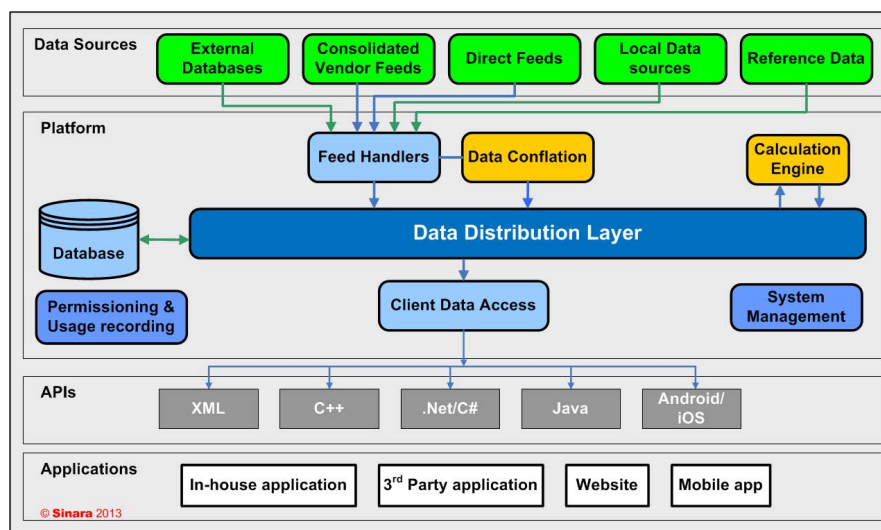 Data Sources
External
Databases
Consolidated
Vendor Feeds
Direct Feeds
Local Data
sources
Reference Data
Platform
Feed Handlers
Data Conflation
Calculation
Engine
Database
Data Distribution Layer
Permissioning &
Usage recording
Client Data Access
System
Management
APIs
XML
C++
.Net/C#
Java
Android/
iOS
Applications
In-house application
3rd Party application
Website
Mobile app
© Sinara 2013